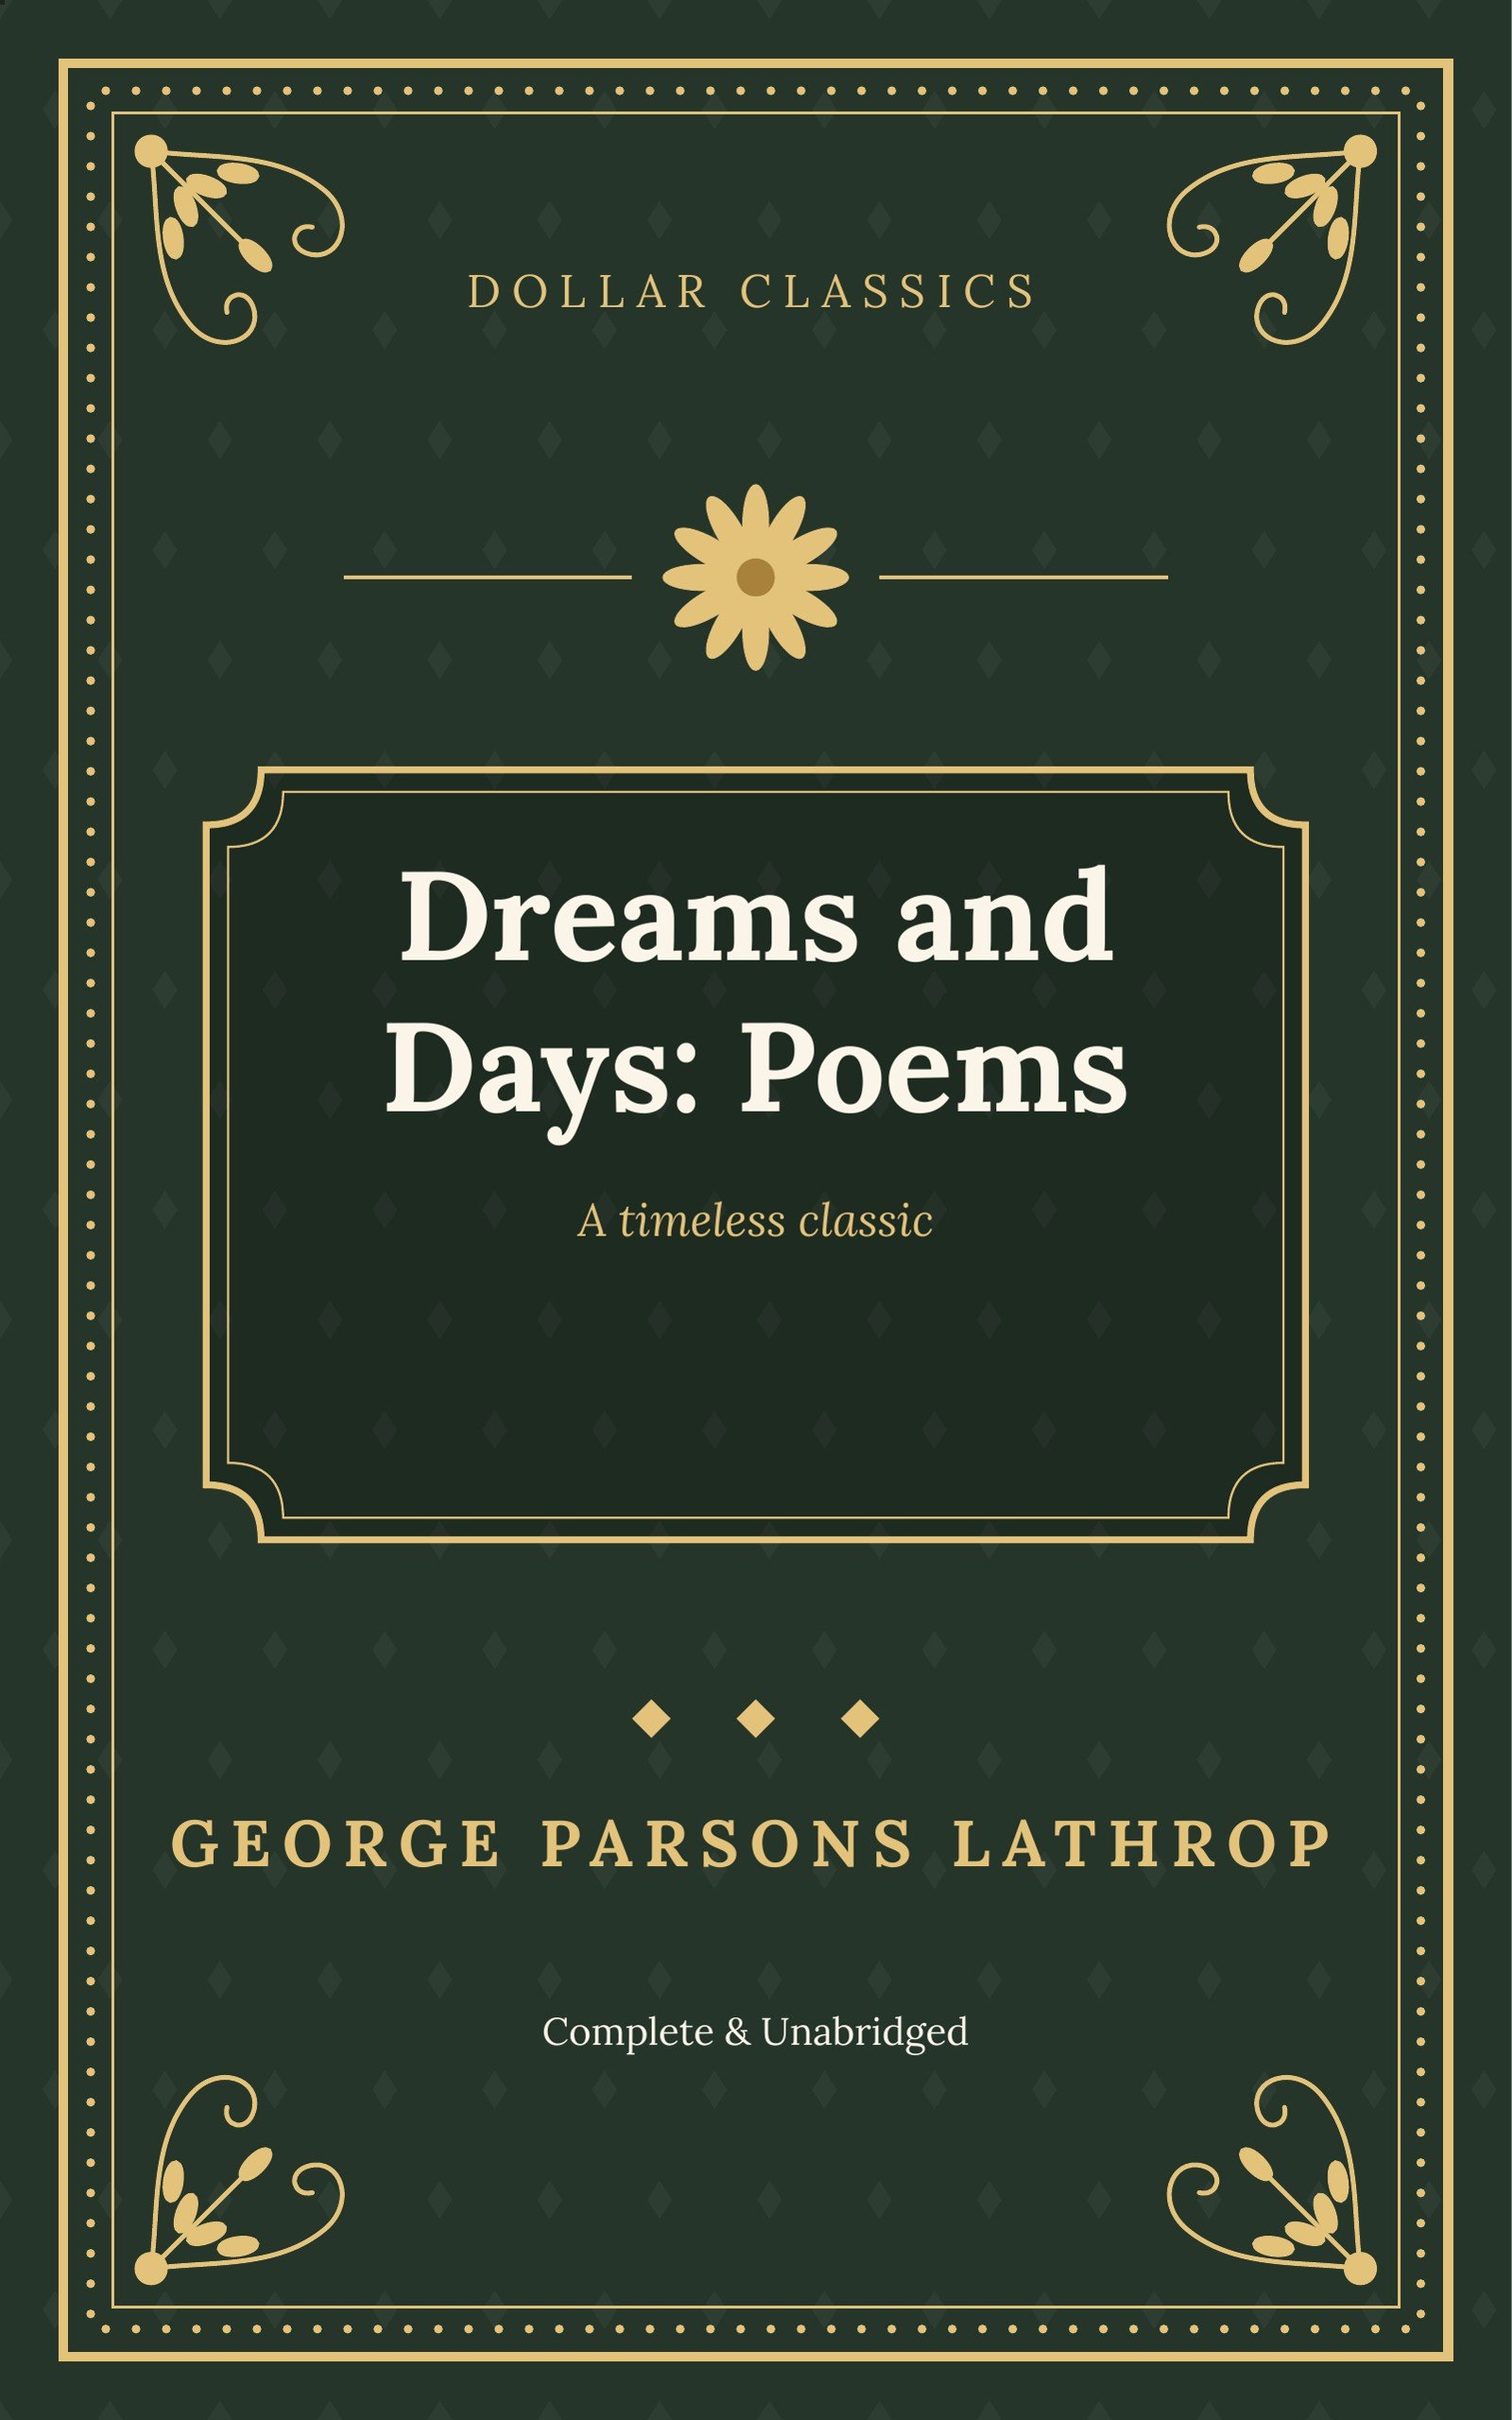 DOLLAR CLASSICS
Dreams and
Days: Poems
A timeless classic
GEORGE PARSONS LATHROP
Complete & Unabridged